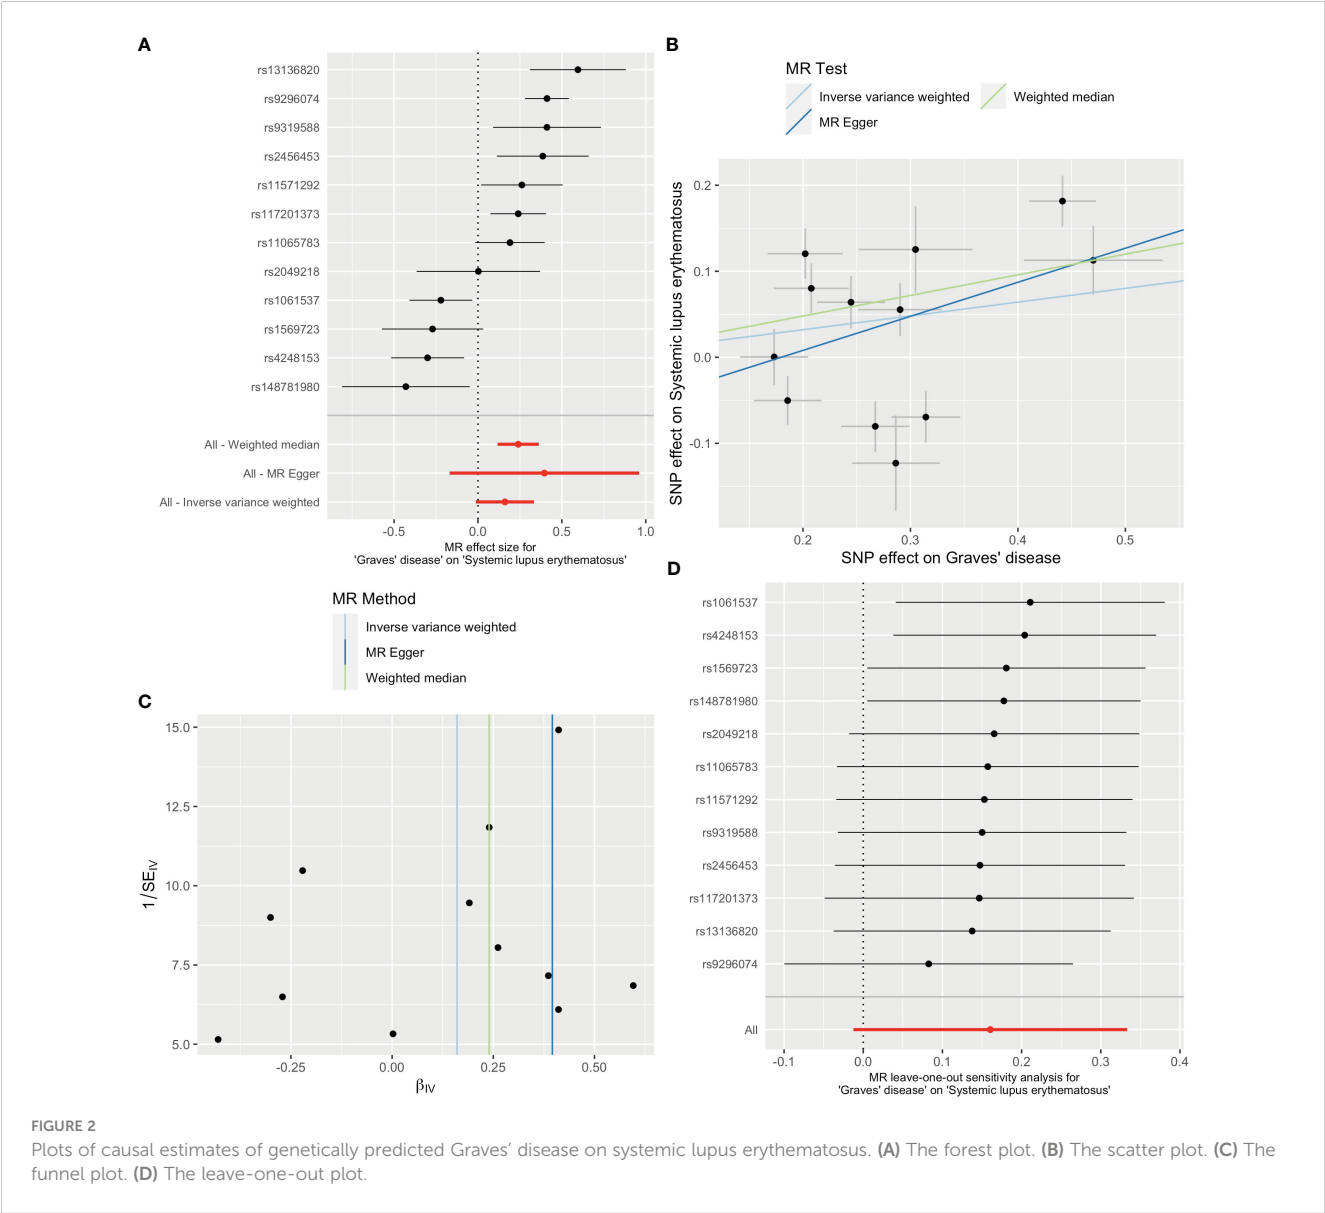 A
rs13136820
rs9296074
rs9319588
rs2456453
rs11571292
rs117201373
rs11065783
rs2049218
rs1061537
rs1569723
rs4248153
rs148781980
All - Weighted median
All - MR Egger
All - Inverse variance weighted
-0.5 0.0 0.5 1.0
MR effect size for
'Graves' disease' on 'Systemic lupus erythematosus'
B
MR Test
Inverse variance weighted
Weighted median
MR Egger
SNP effect on Systemic lupus erythematosus
0.2
0.1
0.0
-0.1
0.2 0.3 0.4 0.5
SNP effect on Graves' disease
MR Method
Inverse variance weighted
MR Egger
Weighted median
C
1/SE_IV
15.0
12.5
10.0
7.5
5.0
-0.25 0.00 0.25 0.50
β_IV
D
rs1061537
rs4248153
rs1569723
rs148781980
rs2049218
rs11065783
rs11571292
rs9319588
rs2456453
rs117201373
rs13136820
rs9296074
All
-0.1 0.0 0.1 0.2 0.3 0.4
MR leave-one-out sensitivity analysis for
'Graves' disease' on 'Systemic lupus erythematosus'
FIGURE 2
Plots of causal estimates of genetically predicted Graves' disease on systemic lupus erythematosus. (A) The forest plot. (B) The scatter plot. (C) The
funnel plot. (D) The leave-one-out plot.